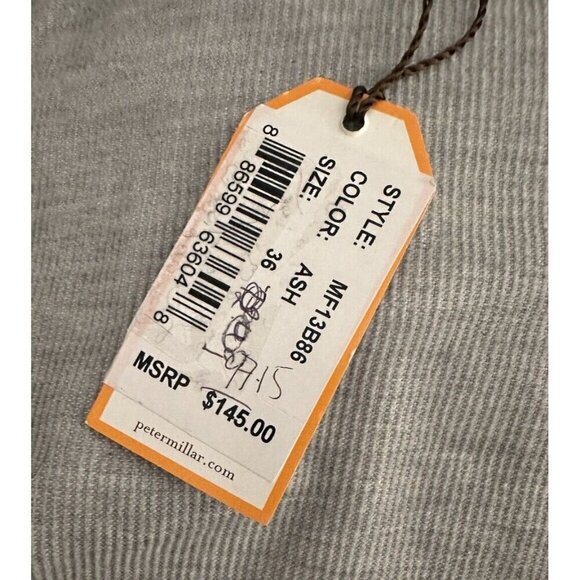 STYLE: MF13B86
COLOR: ASH
SIZE: 36
8 86599 63604 8
MSRP $145.00
petermillar.com